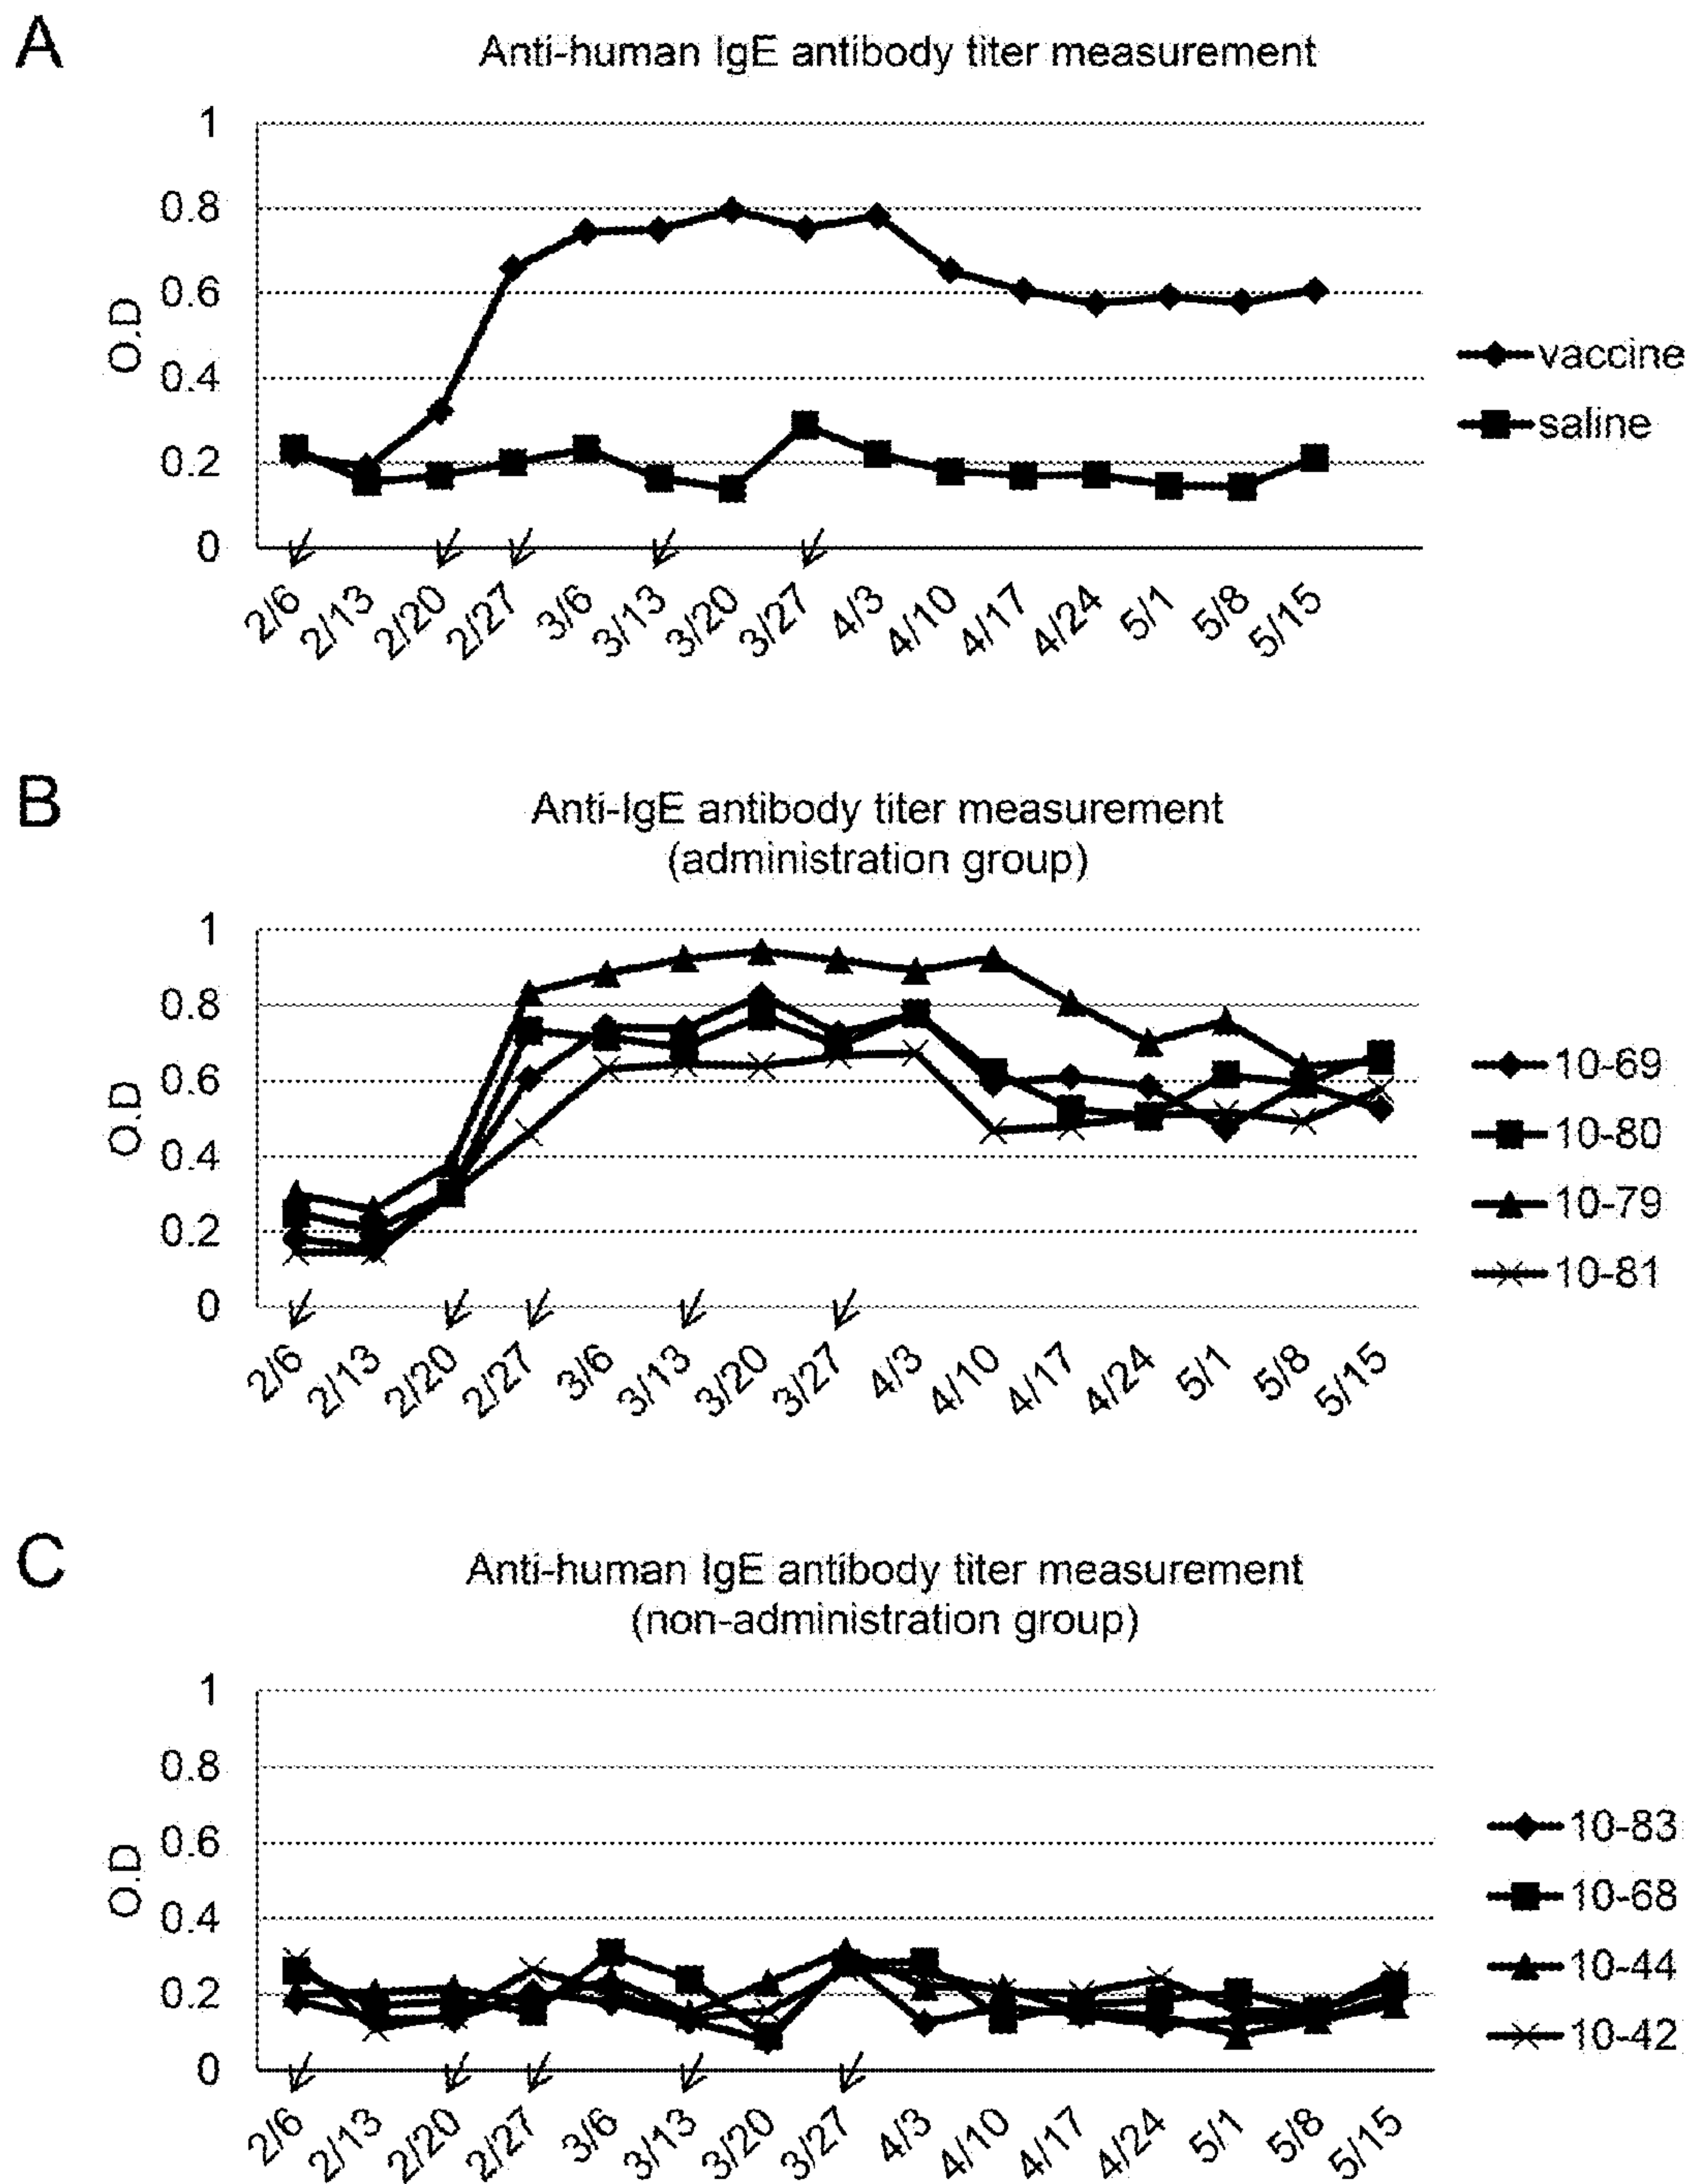 A
Anti-human IgE antibody titer measurement
1
0.8
0.6
0.4
0.2
0
O.D
vaccine
saline
2/6 2/13 2/20 2/27 3/6 3/13 3/20 3/27 4/3 4/10 4/17 4/24 5/1 5/8 5/15
B
Anti-IgE antibody titer measurement
(administration group)
1
0.8
0.6
0.4
0.2
0
O.D
10-69
10-80
10-79
10-81
2/6 2/13 2/20 2/27 3/6 3/13 3/20 3/27 4/3 4/10 4/17 4/24 5/1 5/8 5/15
C
Anti-human IgE antibody titer measurement
(non-administration group)
1
0.8
0.6
0.4
0.2
0
O.D
10-83
10-68
10-44
10-42
2/6 2/13 2/20 2/27 3/6 3/13 3/20 3/27 4/3 4/10 4/17 4/24 5/1 5/8 5/15